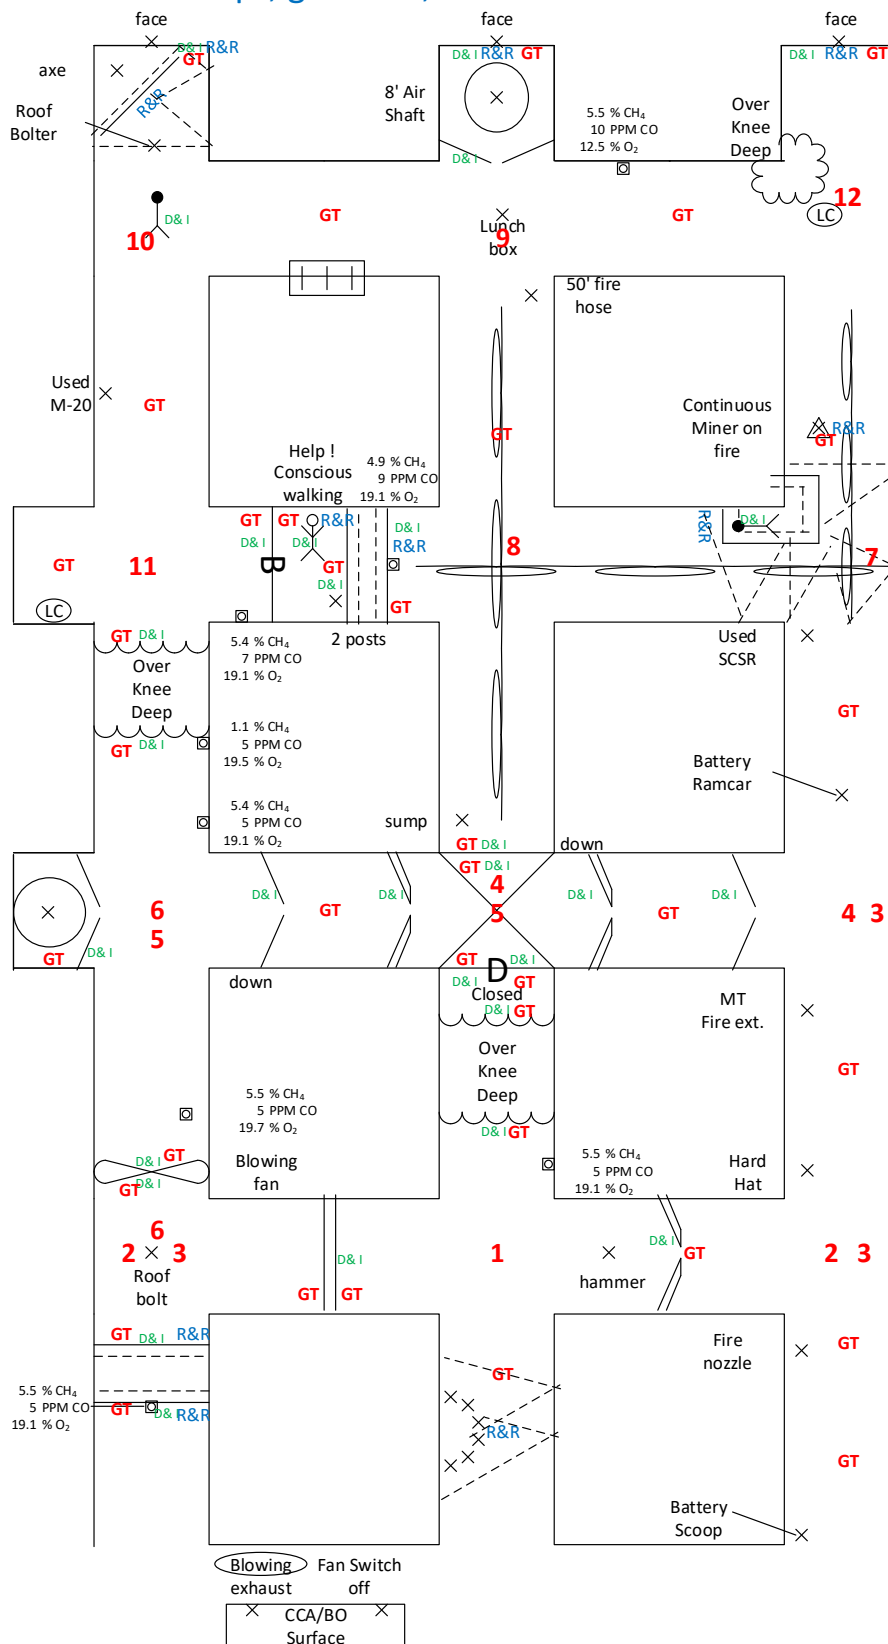 face
face
face
D& I R&R
GT
D& I R&R GT
D& I R&R GT
axe
R&R
Roof
Bolter
8' Air
Shaft
D& I
5.5 % CH₄
10 PPM CO
12.5 % O₂
Over
Knee
Deep
12
LC
D& I
10
GT
Lunch
box
9
GT
50' fire
hose
Used
M-20
GT
GT
Continuous
Miner on
fire
R&R
GT
Help !
Conscious
walking
4.9 % CH₄
9 PPM CO
19.1 % O₂
GT GT R&R
D& I
D& I
D& I
R&R
R&R
D& I
GT
11
B
GT
D& I
8
7
LC
GT
GT D& I
Over
Knee
Deep
GT D& I
5.4 % CH₄
7 PPM CO
19.1 % O₂
2 posts
Used
SCSR
1.1 % CH₄
5 PPM CO
19.5 % O₂
GT
Battery
Ramcar
5.4 % CH₄
5 PPM CO
19.1 % O₂
sump
GT D& I
down
GT D& I
4
5
6
5
D& I
GT
D& I
D& I
GT
D& I
4 3
GT
D& I
GT D& I
D
down
D& I GT
Closed
D& I GT
Over
Knee
Deep
D& I GT
MT
Fire ext.
GT
5.5 % CH₄
5 PPM CO
19.7 % O₂
GT
D& I
D& I
GT
Blowing
fan
5.5 % CH₄
5 PPM CO
19.1 % O₂
Hard
Hat
6
2 3
Roof
bolt
D& I
GT GT
1
hammer
D& I
GT
2 3
GT D& I R&R
5.5 % CH₄
5 PPM CO
19.1 % O₂
GT D& I R&R
GT
R&R
Fire
nozzle
GT
GT
Battery
Scoop
Blowing
exhaust
Fan Switch
off
CCA/BO
Surface